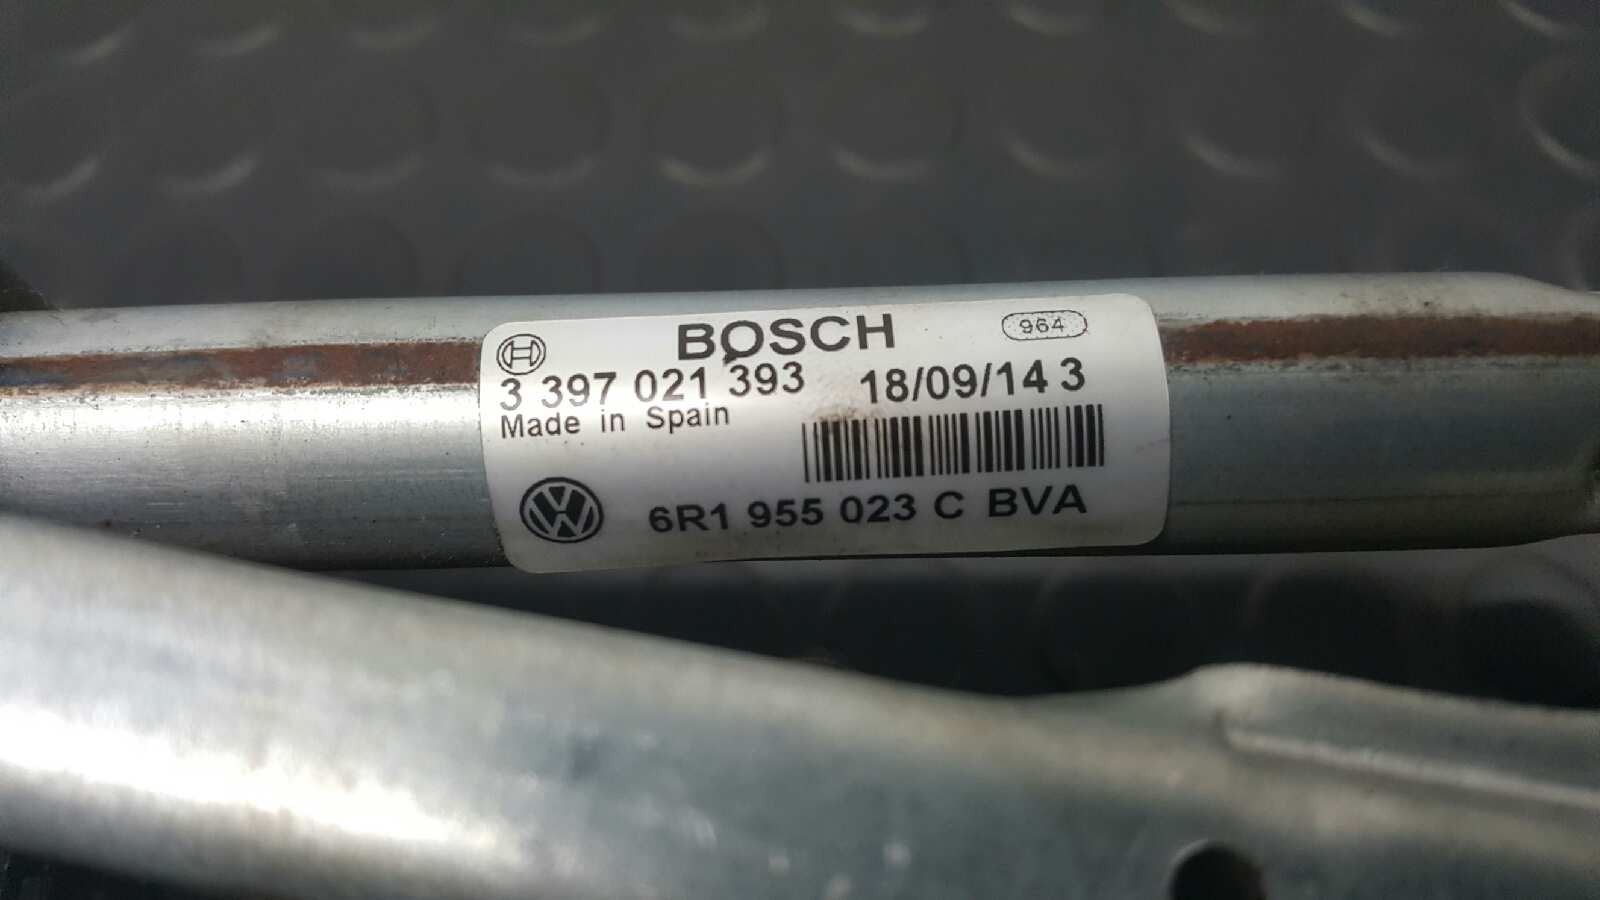 BOSCH 964
3 397 021 393 18/09/14 3
Made in Spain
6R1 955 023 C BVA